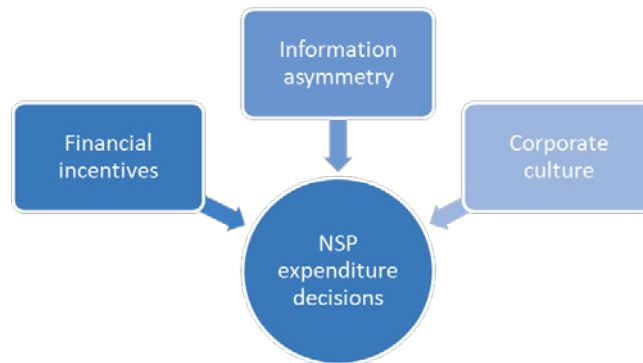 Information
asymmetry
Financial
incentives
Corporate
culture
NSP
expenditure
decisions